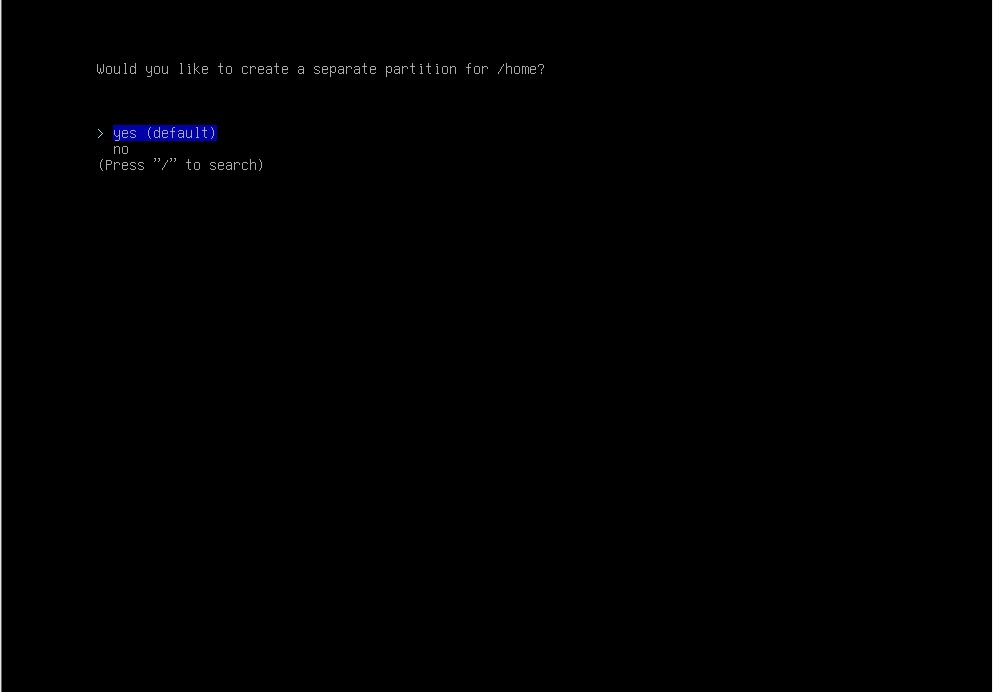 Would you like to create a separate partition for /home?
> yes (default)
no
(Press "/" to search)